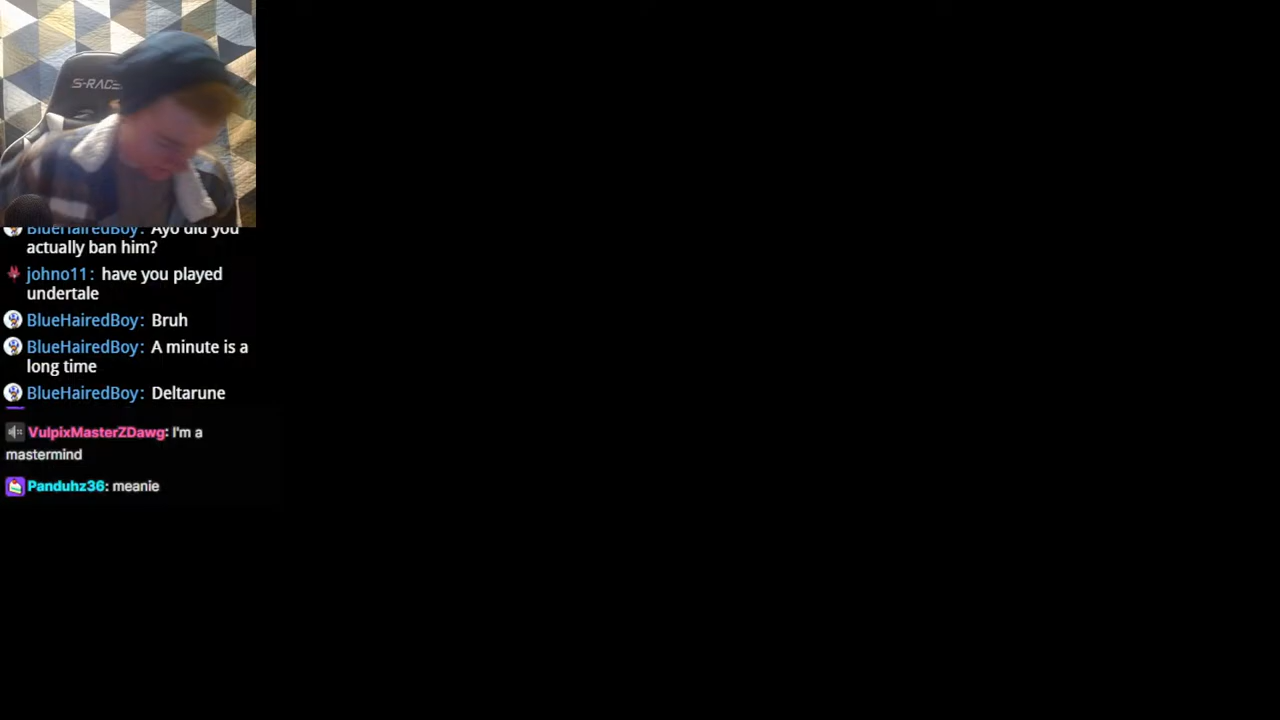 S-RACE
BlueHairedBoy: Ayo did you
actually ban him?
johno11: have you played
undertale
BlueHairedBoy: Bruh
BlueHairedBoy: A minute is a
long time
BlueHairedBoy: Deltarune
VulpixMasterZDawg: I'm a
mastermind
Panduhz36: meanie